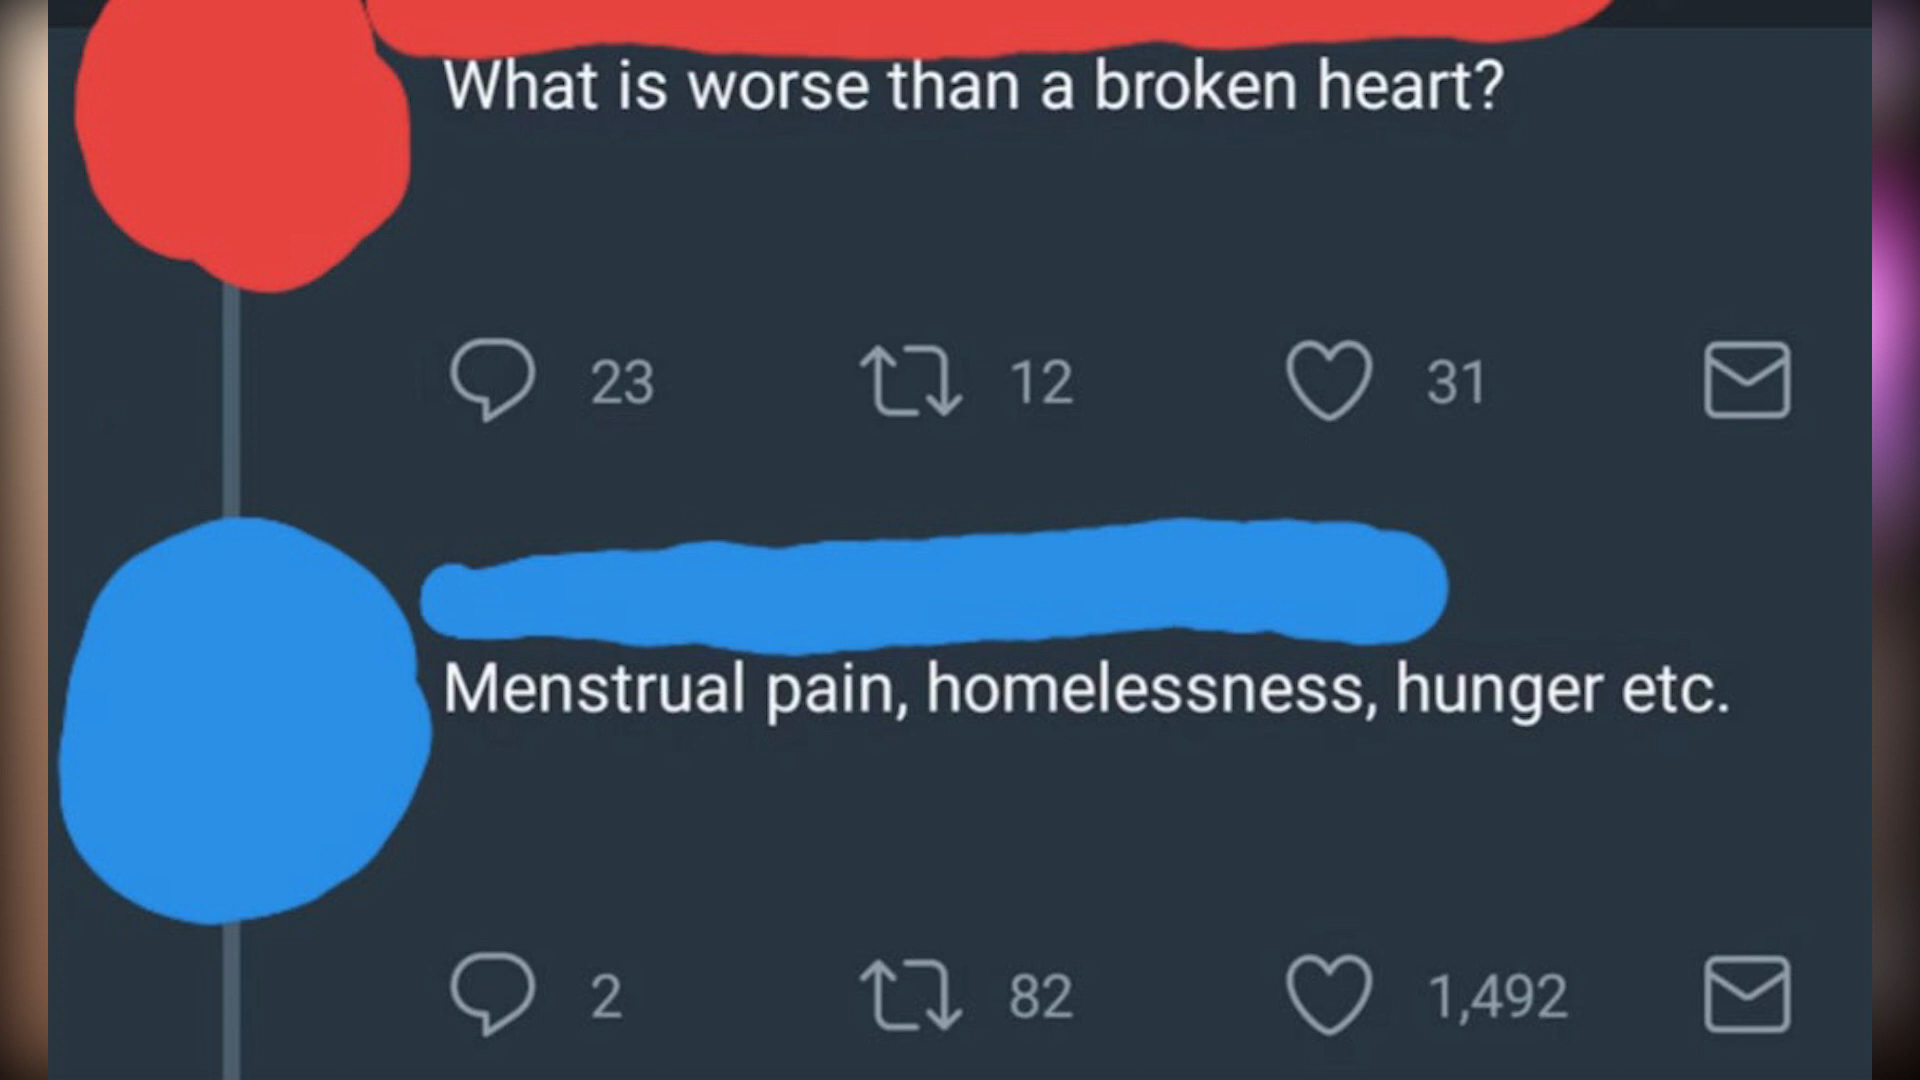 What is worse than a broken heart?
23 12 31
Menstrual pain, homelessness, hunger etc.
2 82 1,492